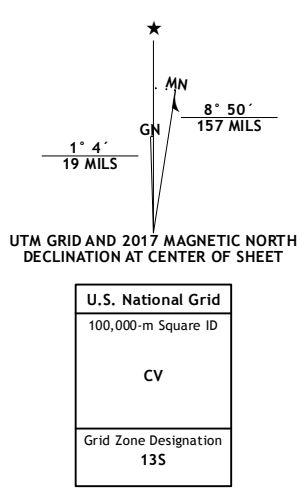 ★
MN
8° 50´
157 MILS
GN
1° 4´
19 MILS
UTM GRID AND 2017 MAGNETIC NORTH
DECLINATION AT CENTER OF SHEET
U.S. National Grid
100,000-m Square ID
CV
Grid Zone Designation
13S